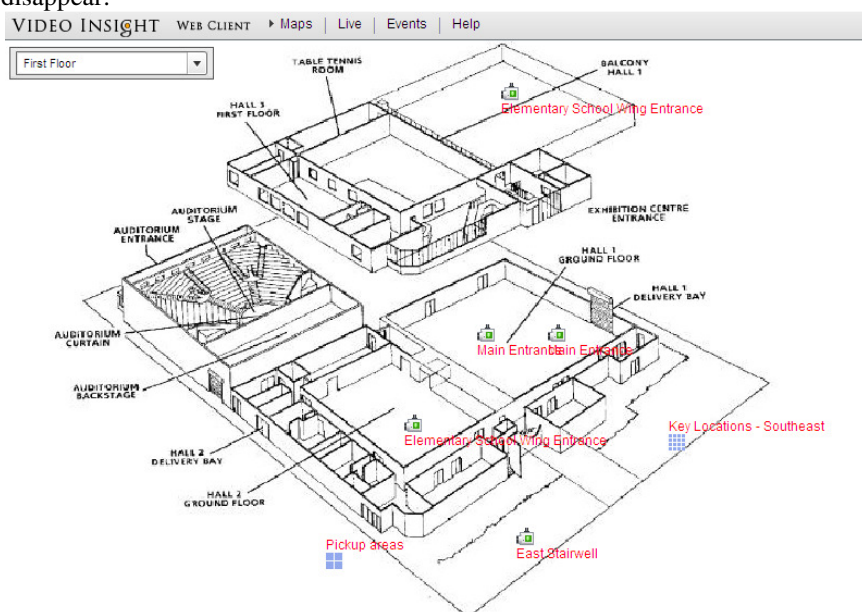 disappear.
VIDEO INSIGHT WEB CLIENT Maps | Live | Events | Help
First Floor
TABLE TENNIS
ROOM
BALCONY
HALL 1
Elementary School Wing Entrance
HALL 3
FIRST FLOOR
AUDITORIUM
STAGE
AUDITORIUM
ENTRANCE
EXHIBITION CENTRE
ENTRANCE
HALL 1
GROUND FLOOR
HALL 1
DELIVERY BAY
AUDITORIUM
CURTAIN
Main Entrance
Main Entrance
AUDITORIUM
BACKSTAGE
Elementary School Wing Entrance
Key Locations - Southeast
HALL 2
DELIVERY BAY
HALL 2
GROUND FLOOR
Pickup areas
East Stairwell